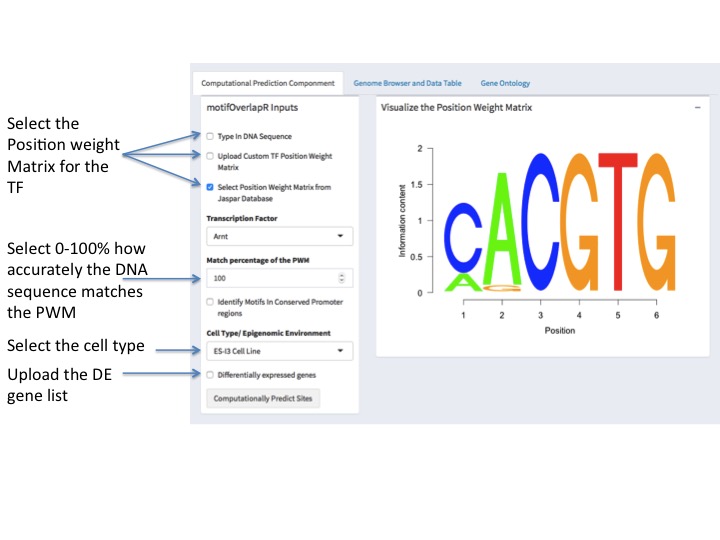 Select the
Position weight
Matrix for the
TF
Select 0-100% how
accurately the DNA
sequence matches
the PWM
Select the cell type
Upload the DE
gene list
Computational Prediction Componment
Genome Browser and Data Table
Gene Ontology
motifOverlapR Inputs
Type In DNA Sequence
Upload Custom TF Position Weight
Matrix
Select Position Weight Matrix from
Jaspar Database
Transcription Factor
Arnt
Match percentage of the PWM
100
Identify Motifs In Conserved Promoter
regions
Cell Type/ Epigenomic Environment
ES-I3 Cell Line
Differentially expressed genes
Computationally Predict Sites
Visualize the Position Weight Matrix
Information content
2
1.5
1
0.5
0
CACGTG
A
C
G
1 2 3 4 5 6
Position